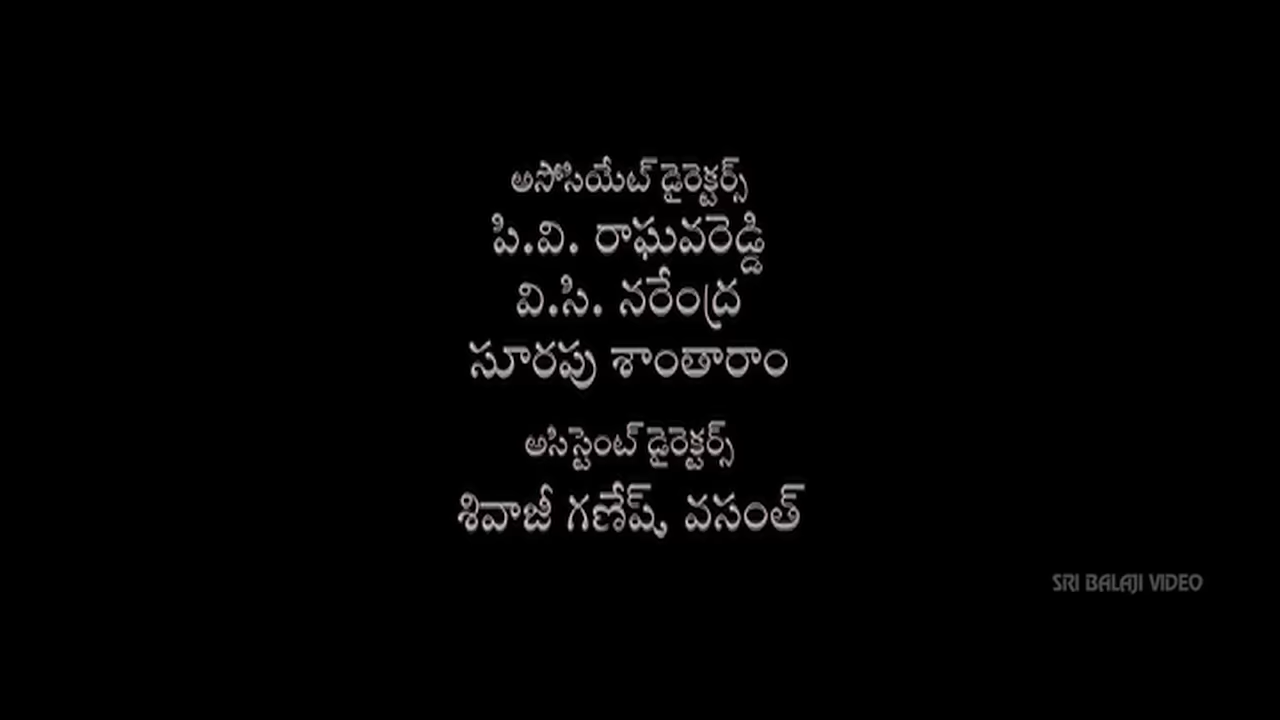 అసోసియేట్ డైరెక్టర్స్
పి.వి. రాఘవరెడ్డి
వి.సి. నరేంద్ర
సూరపు శాంతారాం
అసిస్టెంట్ డైరెక్టర్స్
శివాజీ గణేష్, వసంత్
SRI BALAJI VIDEO